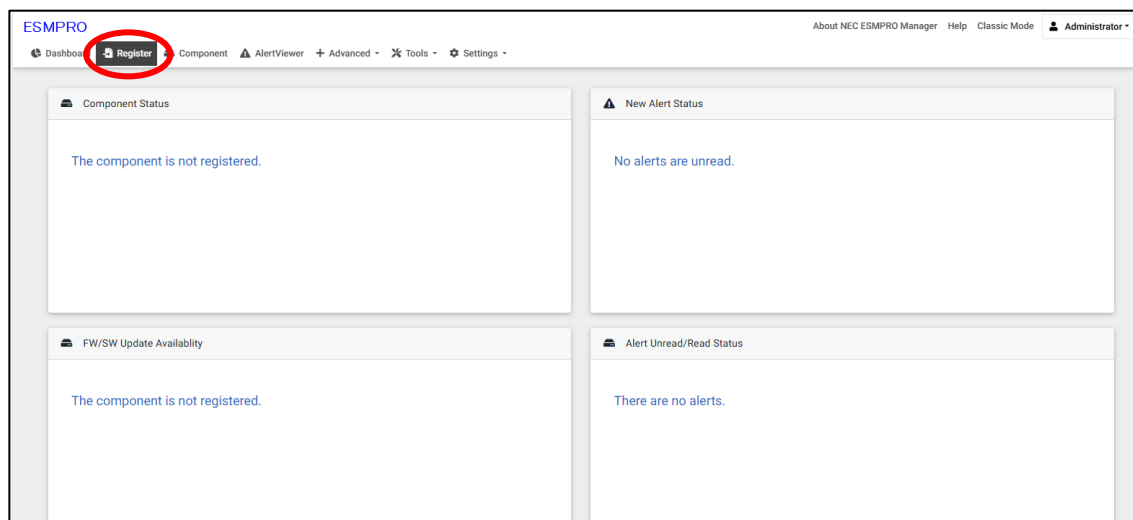 ESMPRO
About NEC ESMPRO Manager Help Classic Mode Administrator
Register Component AlertViewer Advanced Tools Settings
Component Status
New Alert Status
The component is not registered.
No alerts are unread.
FW/SW Update Availablity
Alert Unread/Read Status
The component is not registered.
There are no alerts.